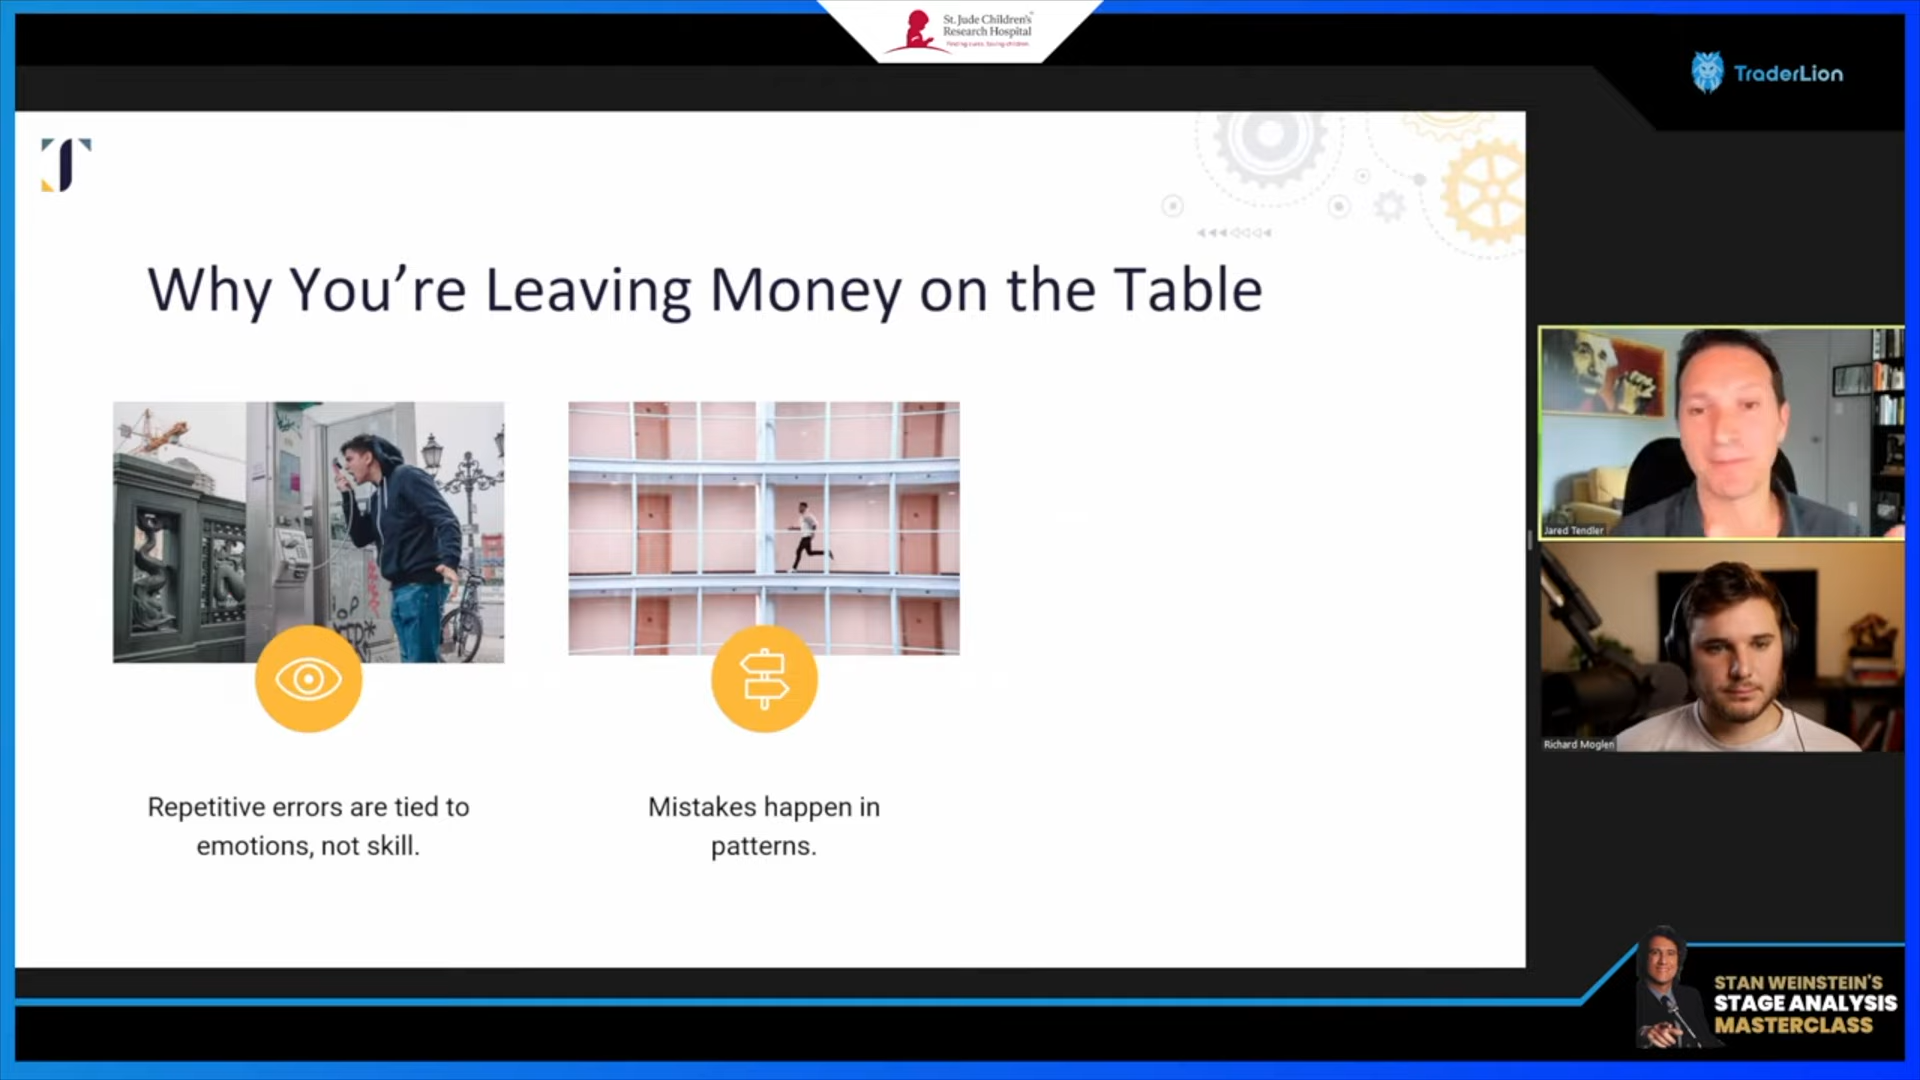 St. Jude Children's
Research Hospital
Finding cures. Saving children.
TraderLion
Why You're Leaving Money on the Table
Repetitive errors are tied to
emotions, not skill.
Mistakes happen in
patterns.
Jared Tendler
Richard Moglen
STAN WEINSTEIN'S
STAGE ANALYSIS
MASTERCLASS